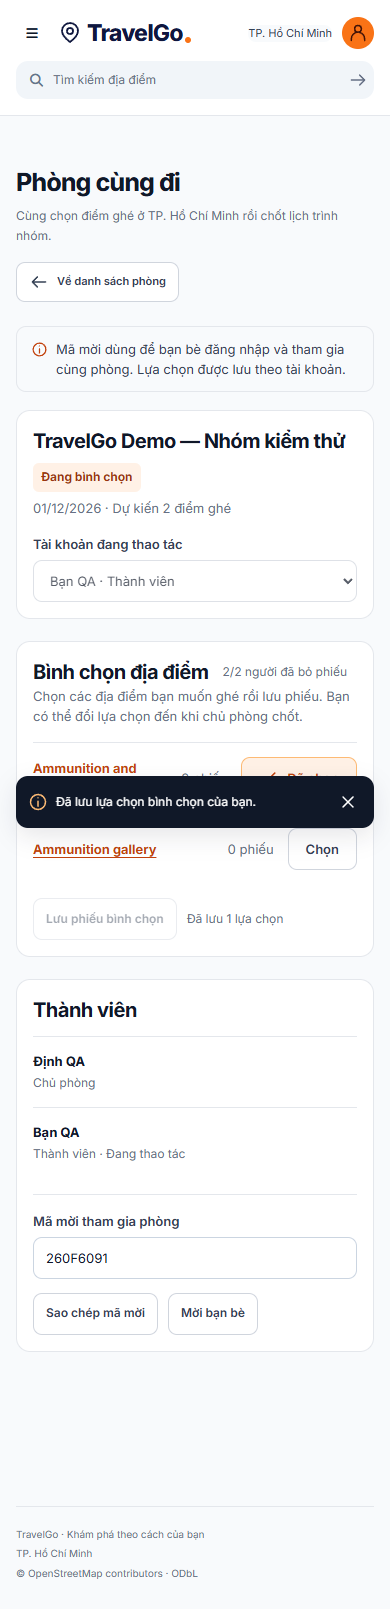 TravelGo.
TP. Hồ Chí Minh
Tìm kiếm địa điểm
Phòng cùng đi
Cùng chọn điểm ghé ở TP. Hồ Chí Minh rồi chốt lịch trình
nhóm.
Về danh sách phòng
Mã mời dùng để bạn bè đăng nhập và tham gia
cùng phòng. Lựa chọn được lưu theo tài khoản.
TravelGo Demo — Nhóm kiểm thử
Đang bình chọn
01/12/2026 · Dự kiến 2 điểm ghé
Tài khoản đang thao tác
Bạn QA · Thành viên
Bình chọn địa điểm
2/2 người đã bỏ phiếu
Chọn các địa điểm bạn muốn ghé rồi lưu phiếu. Bạn
có thể đổi lựa chọn đến khi chủ phòng chốt.
Ammunition and
Đã lưu lựa chọn bình chọn của bạn.
Ammunition gallery
0 phiếu
Chọn
Lưu phiếu bình chọn
Đã lưu 1 lựa chọn
Thành viên
Định QA
Chủ phòng
Bạn QA
Thành viên · Đang thao tác
Mã mời tham gia phòng
260F6091
Sao chép mã mời
Mời bạn bè
TravelGo · Khám phá theo cách của bạn
TP. Hồ Chí Minh
© OpenStreetMap contributors · ODbL